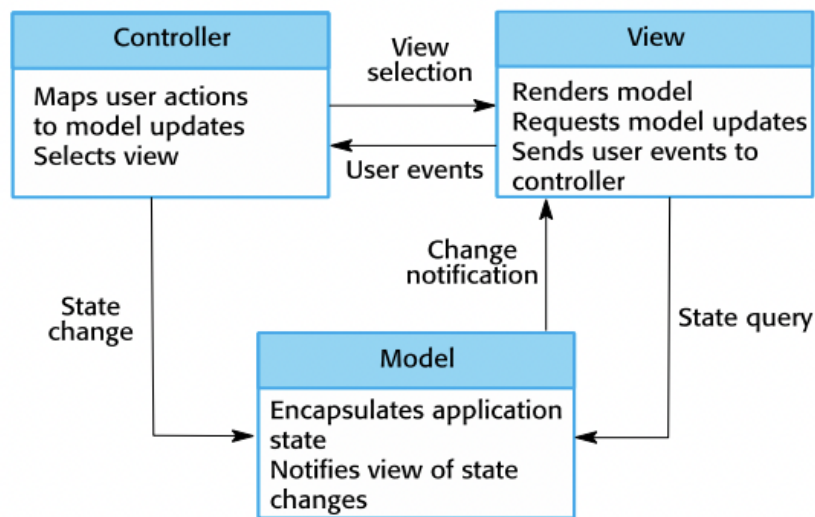 Controller
Maps user actions
to model updates
Selects view
View
selection
User events
View
Renders model
Requests model updates
Sends user events to
controller
State
change
Change
notification
State query
Model
Encapsulates application
state
Notifies view of state
changes